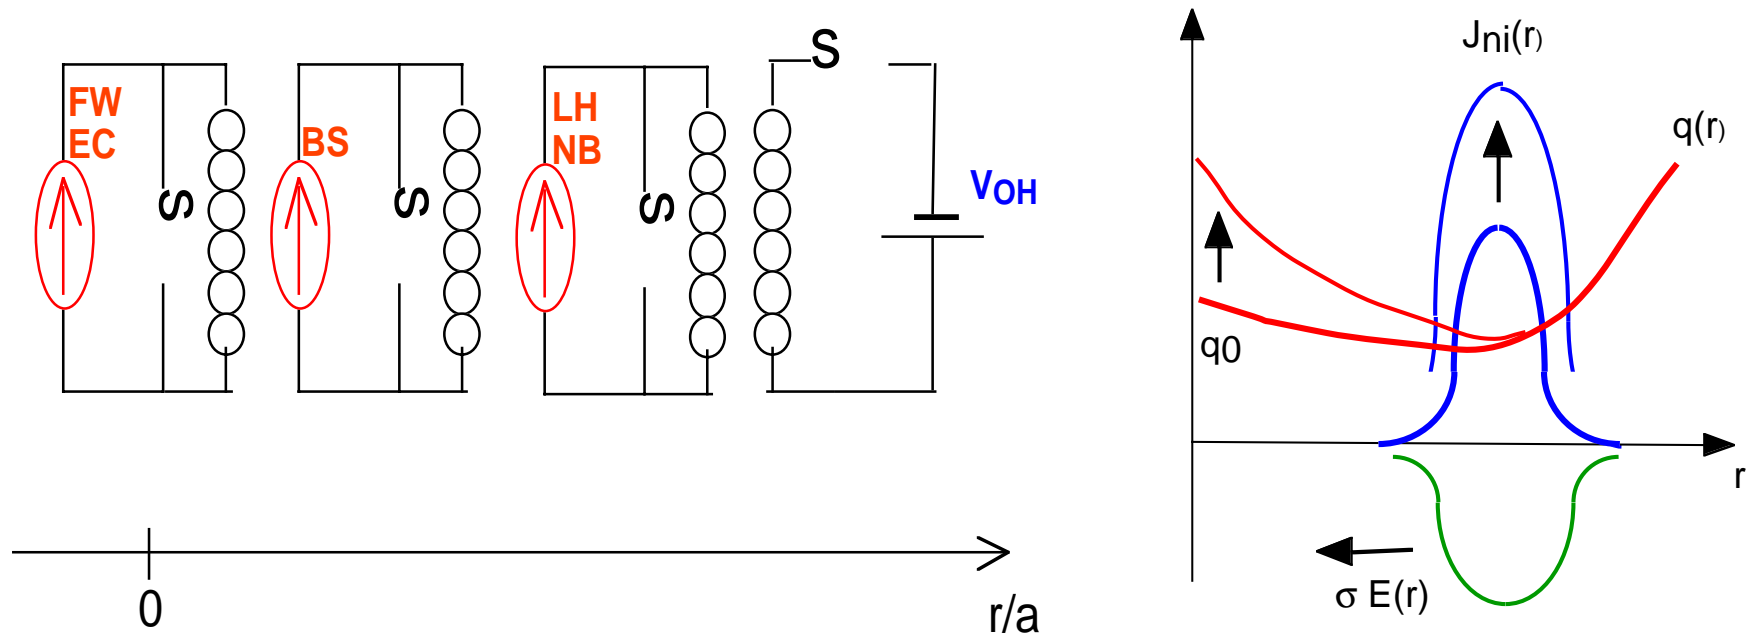 FW
EC
S
BS
S
LH
NB
S
S
VOH
0
r/a
Jni(r)
q(r)
q0
r
σ E(r)